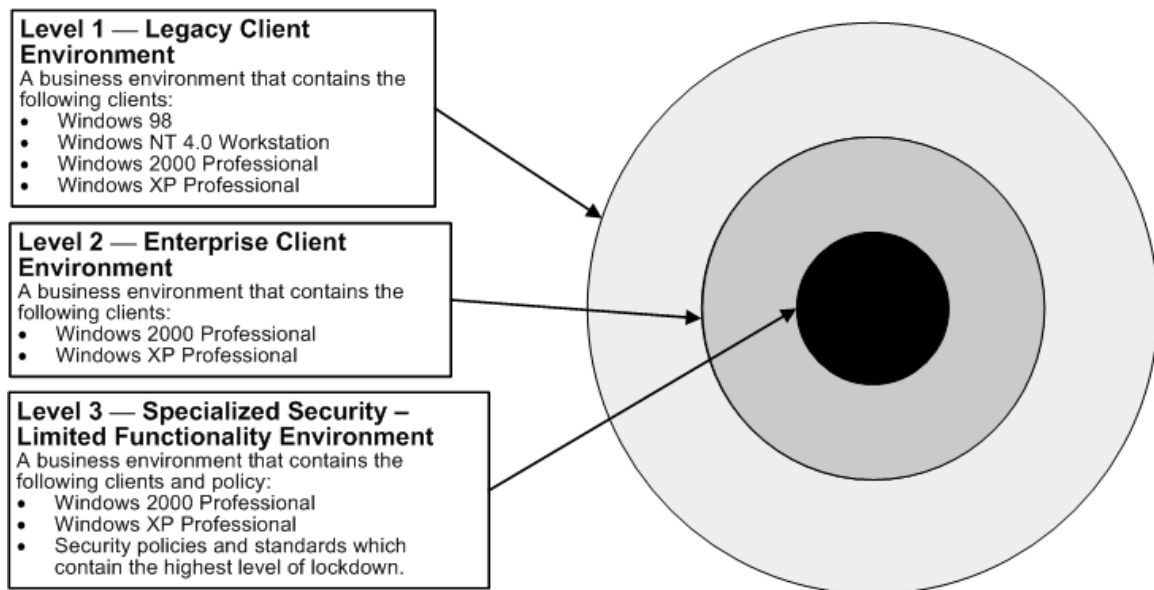 Level 1 — Legacy Client
Environment
A business environment that contains the
following clients:
• Windows 98
• Windows NT 4.0 Workstation
• Windows 2000 Professional
• Windows XP Professional
Level 2 — Enterprise Client
Environment
A business environment that contains the
following clients:
• Windows 2000 Professional
• Windows XP Professional
Level 3 — Specialized Security –
Limited Functionality Environment
A business environment that contains the
following clients and policy:
• Windows 2000 Professional
• Windows XP Professional
• Security policies and standards which
contain the highest level of lockdown.